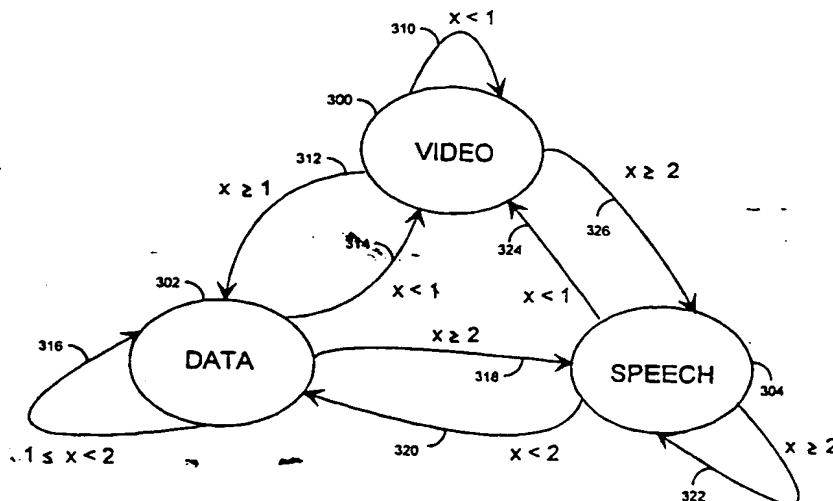 310
x < 1
300
VIDEO
312
x ≥ 1
x ≥ 2
326
324
314
302
x < 1
x < 1
316
DATA
x ≥ 2
318
SPEECH
304
1 ≤ x < 2
320
x < 2
x ≥ 2
322